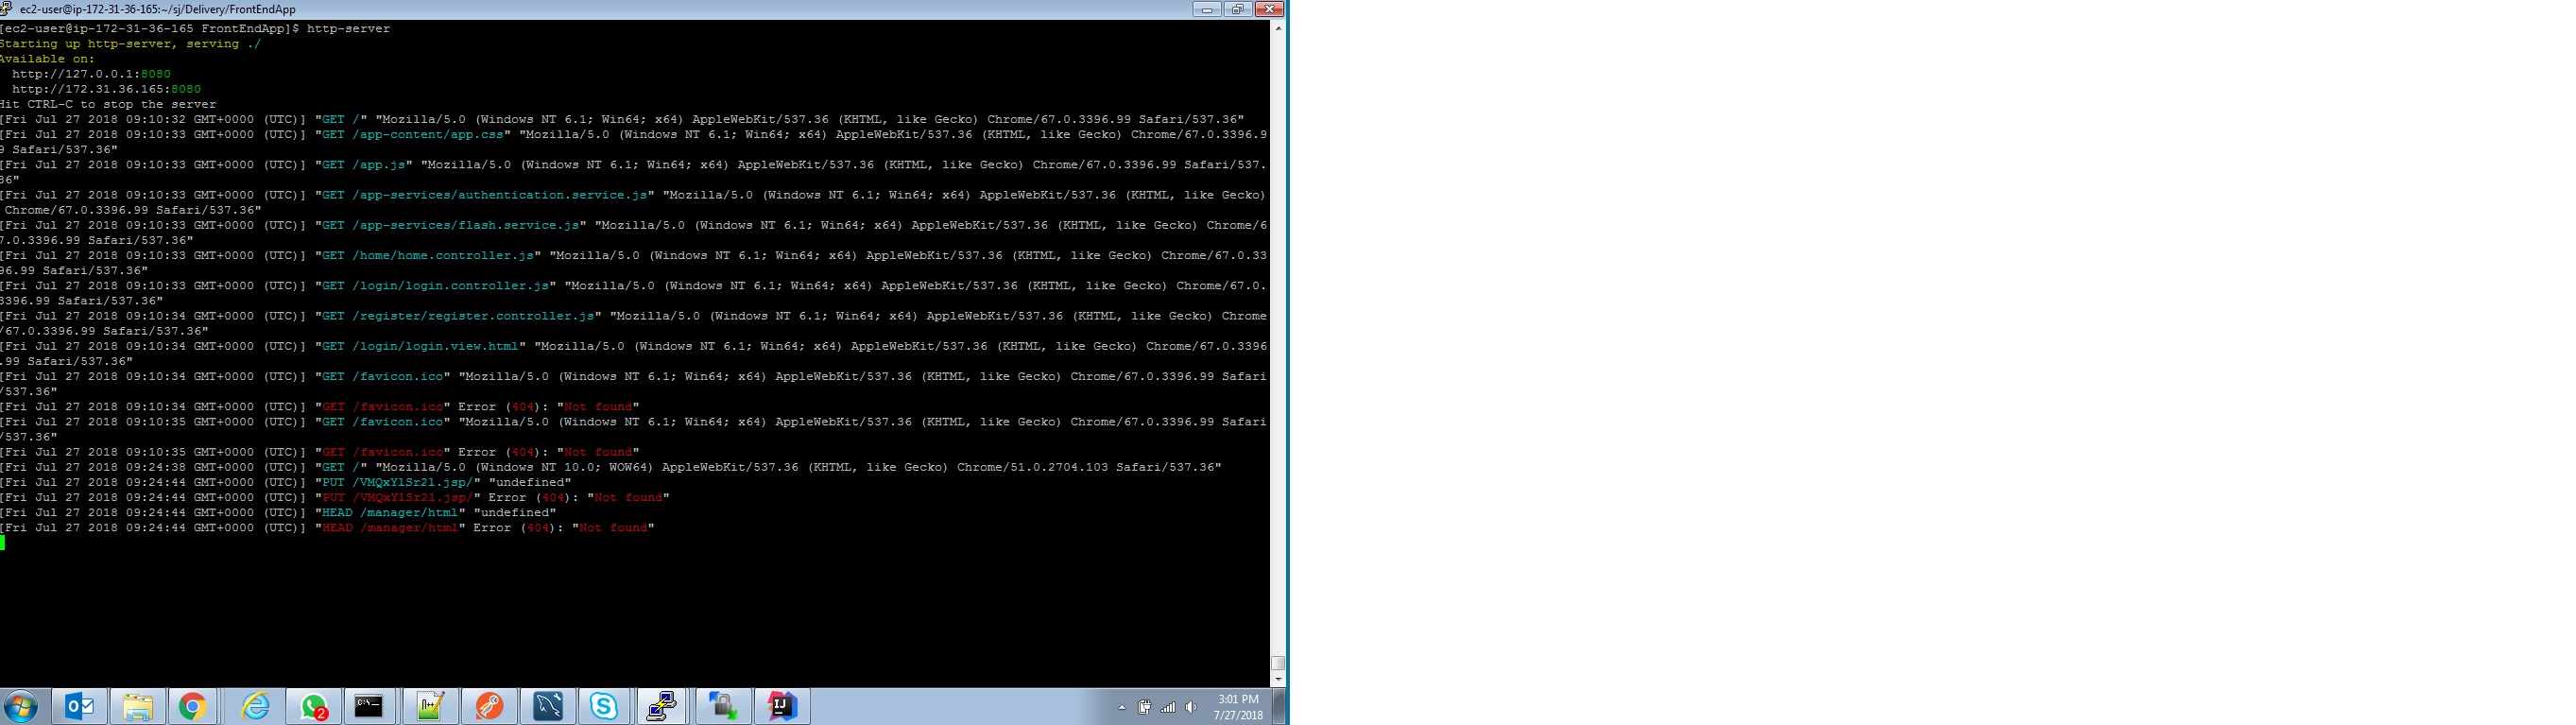 ec2-user@ip-172-31-36-165:~/sj/Delivery/FrontEndApp
[ec2-user@ip-172-31-36-165 FrontEndApp]$ http-server
Starting up http-server, serving ./
Available on:
  http://127.0.0.1:8080
  http://172.31.36.165:8080
Hit CTRL-C to stop the server
[Fri Jul 27 2018 09:10:32 GMT+0000 (UTC)] "GET /" "Mozilla/5.0 (Windows NT 6.1; Win64; x64) AppleWebKit/537.36 (KHTML, like Gecko) Chrome/67.0.3396.99 Safari/537.36"
[Fri Jul 27 2018 09:10:33 GMT+0000 (UTC)] "GET /app-content/app.css" "Mozilla/5.0 (Windows NT 6.1; Win64; x64) AppleWebKit/537.36 (KHTML, like Gecko) Chrome/67.0.3396.9
9 Safari/537.36"
[Fri Jul 27 2018 09:10:33 GMT+0000 (UTC)] "GET /app.js" "Mozilla/5.0 (Windows NT 6.1; Win64; x64) AppleWebKit/537.36 (KHTML, like Gecko) Chrome/67.0.3396.99 Safari/537.
36"
[Fri Jul 27 2018 09:10:33 GMT+0000 (UTC)] "GET /app-services/authentication.service.js" "Mozilla/5.0 (Windows NT 6.1; Win64; x64) AppleWebKit/537.36 (KHTML, like Gecko)
 Chrome/67.0.3396.99 Safari/537.36"
[Fri Jul 27 2018 09:10:33 GMT+0000 (UTC)] "GET /app-services/flash.service.js" "Mozilla/5.0 (Windows NT 6.1; Win64; x64) AppleWebKit/537.36 (KHTML, like Gecko) Chrome/6
7.0.3396.99 Safari/537.36"
[Fri Jul 27 2018 09:10:33 GMT+0000 (UTC)] "GET /home/home.controller.js" "Mozilla/5.0 (Windows NT 6.1; Win64; x64) AppleWebKit/537.36 (KHTML, like Gecko) Chrome/67.0.33
96.99 Safari/537.36"
[Fri Jul 27 2018 09:10:33 GMT+0000 (UTC)] "GET /login/login.controller.js" "Mozilla/5.0 (Windows NT 6.1; Win64; x64) AppleWebKit/537.36 (KHTML, like Gecko) Chrome/67.0.
3396.99 Safari/537.36"
[Fri Jul 27 2018 09:10:34 GMT+0000 (UTC)] "GET /register/register.controller.js" "Mozilla/5.0 (Windows NT 6.1; Win64; x64) AppleWebKit/537.36 (KHTML, like Gecko) Chrome
/67.0.3396.99 Safari/537.36"
[Fri Jul 27 2018 09:10:34 GMT+0000 (UTC)] "GET /login/login.view.html" "Mozilla/5.0 (Windows NT 6.1; Win64; x64) AppleWebKit/537.36 (KHTML, like Gecko) Chrome/67.0.3396
.99 Safari/537.36"
[Fri Jul 27 2018 09:10:34 GMT+0000 (UTC)] "GET /favicon.ico" "Mozilla/5.0 (Windows NT 6.1; Win64; x64) AppleWebKit/537.36 (KHTML, like Gecko) Chrome/67.0.3396.99 Safari
/537.36"
[Fri Jul 27 2018 09:10:34 GMT+0000 (UTC)] "GET /favicon.ico" Error (404): "Not found"
[Fri Jul 27 2018 09:10:35 GMT+0000 (UTC)] "GET /favicon.ico" "Mozilla/5.0 (Windows NT 6.1; Win64; x64) AppleWebKit/537.36 (KHTML, like Gecko) Chrome/67.0.3396.99 Safari
/537.36"
[Fri Jul 27 2018 09:10:35 GMT+0000 (UTC)] "GET /favicon.ico" Error (404): "Not found"
[Fri Jul 27 2018 09:24:38 GMT+0000 (UTC)] "GET /" "Mozilla/5.0 (Windows NT 10.0; WOW64) AppleWebKit/537.36 (KHTML, like Gecko) Chrome/51.0.2704.103 Safari/537.36"
[Fri Jul 27 2018 09:24:44 GMT+0000 (UTC)] "PUT /VMQxYlSr2l.jsp/" "undefined"
[Fri Jul 27 2018 09:24:44 GMT+0000 (UTC)] "PUT /VMQxYlSr2l.jsp/" Error (404): "Not found"
[Fri Jul 27 2018 09:24:44 GMT+0000 (UTC)] "HEAD /manager/html" "undefined"
[Fri Jul 27 2018 09:24:44 GMT+0000 (UTC)] "HEAD /manager/html" Error (404): "Not found"
3:01 PM
7/27/2018